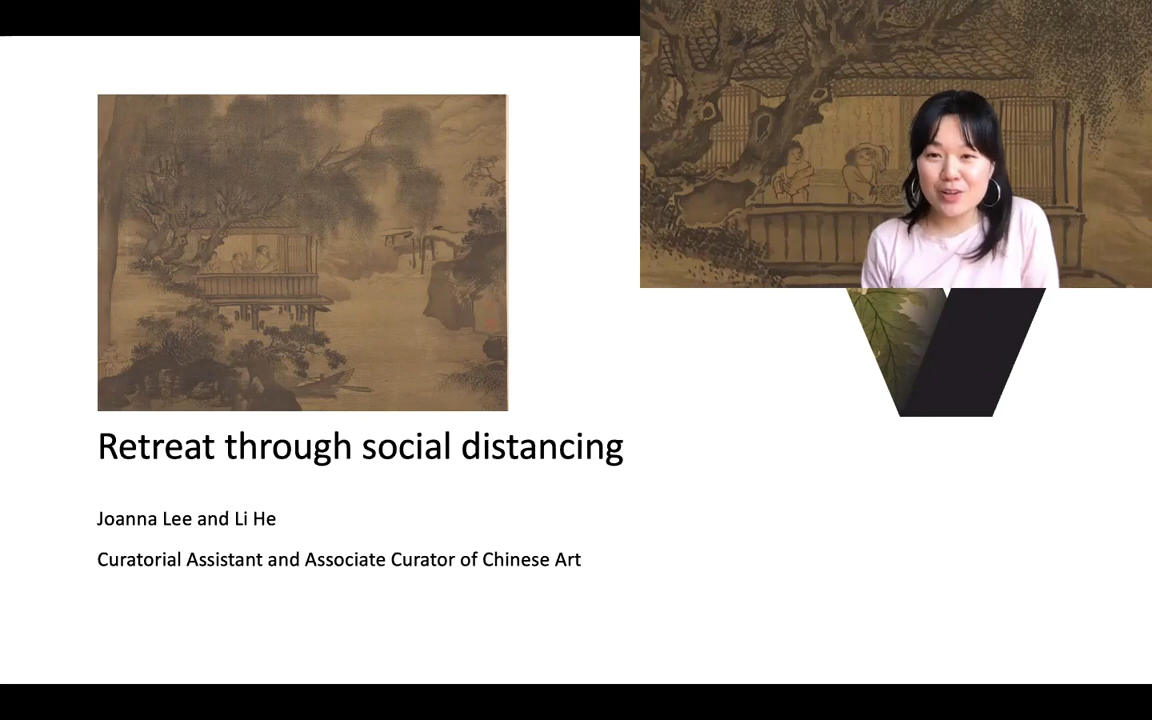 Retreat through social distancing
Joanna Lee and Li He
Curatorial Assistant and Associate Curator of Chinese Art